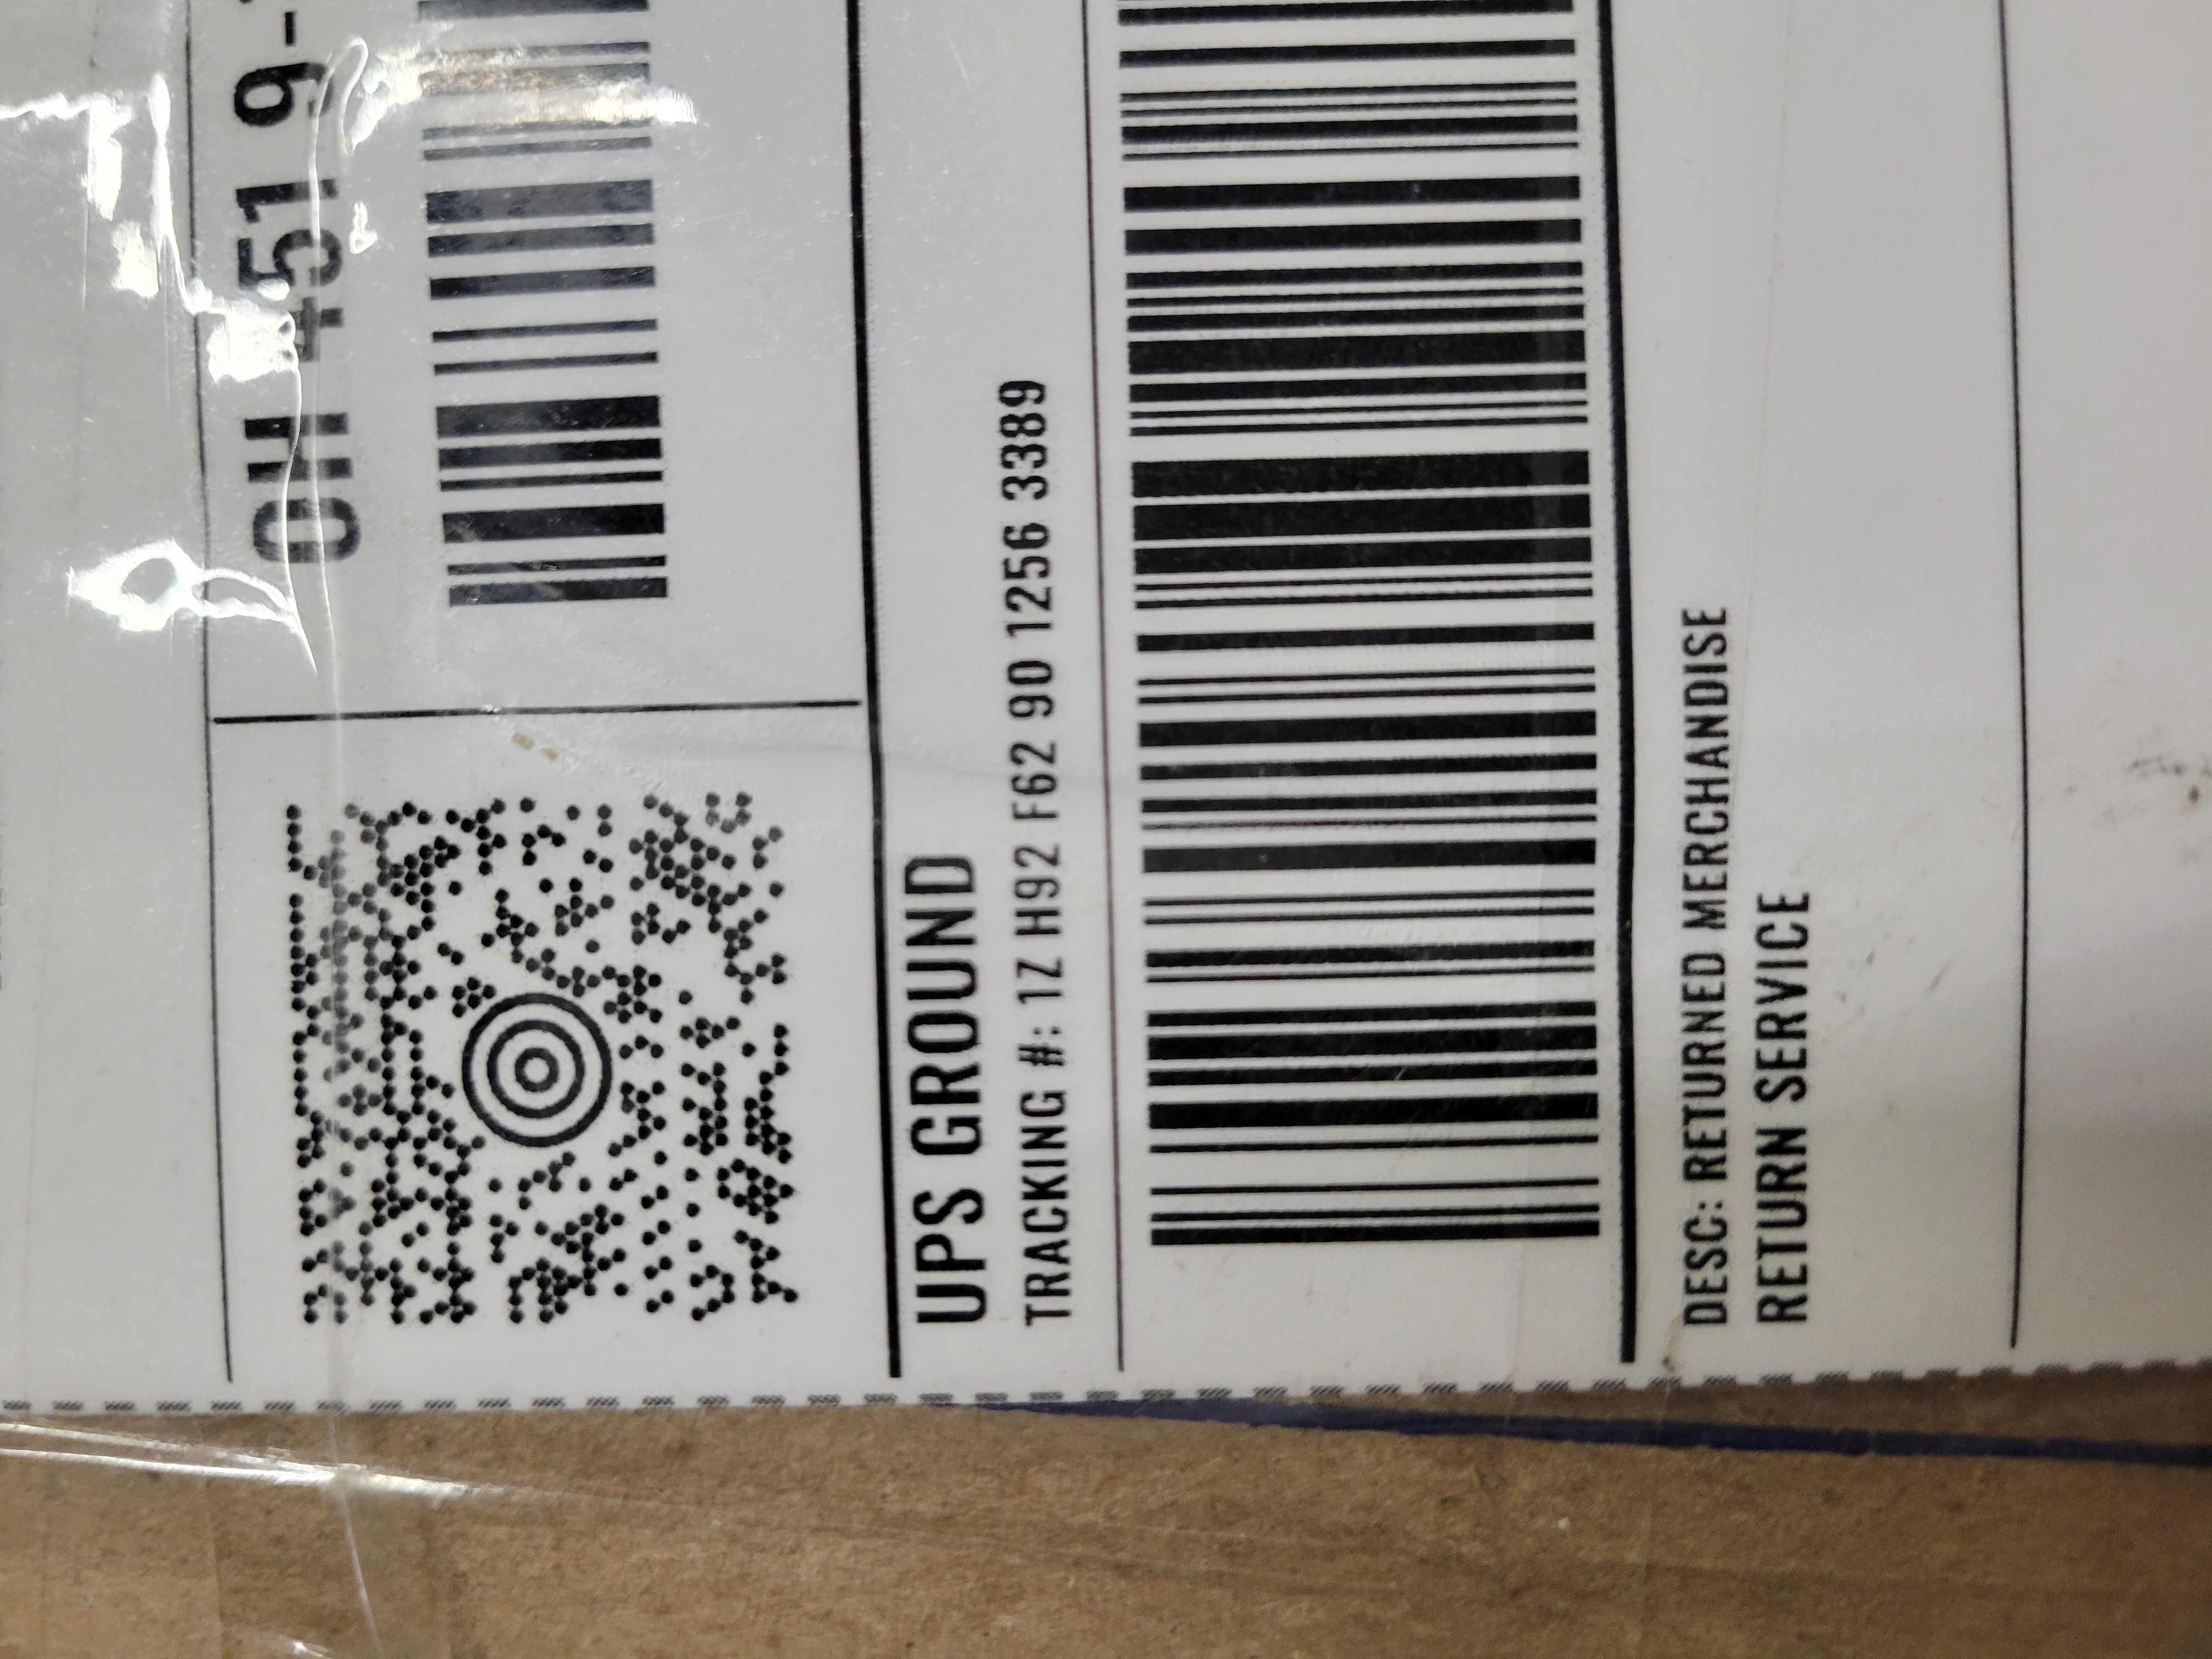 OH 451 9-
UPS GROUND
TRACKING #: 1Z H92 F62 90 1256 3389
DESC: RETURNED MERCHANDISE
RETURN SERVICE